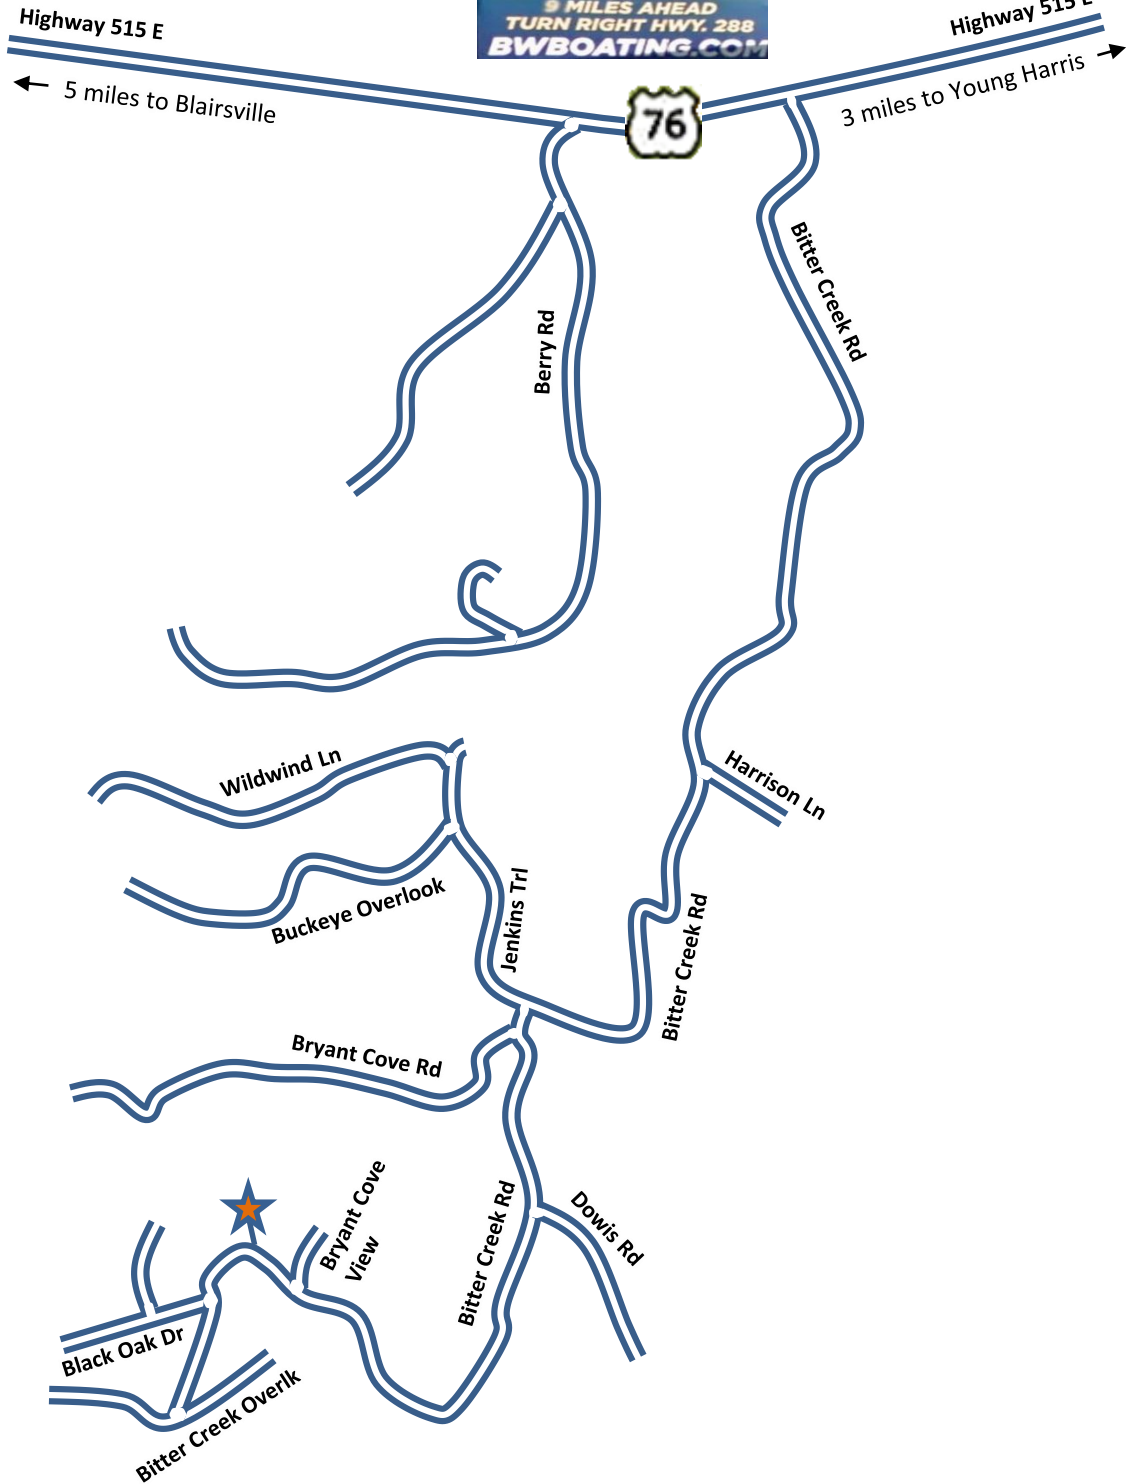 9 MILES AHEAD
TURN RIGHT HWY. 288
BWBOATING.COM
Highway 515 E
Highway 515 E
5 miles to Blairsville
3 miles to Young Harris
76
Bitter Creek Rd
Berry Rd
Wildwind Ln
Harrison Ln
Buckeye Overlook
Jenkins Trl
Bitter Creek Rd
Bryant Cove Rd
Bryant Cove
View
Bitter Creek Rd
Dowis Rd
Black Oak Dr
Bitter Creek Overlk